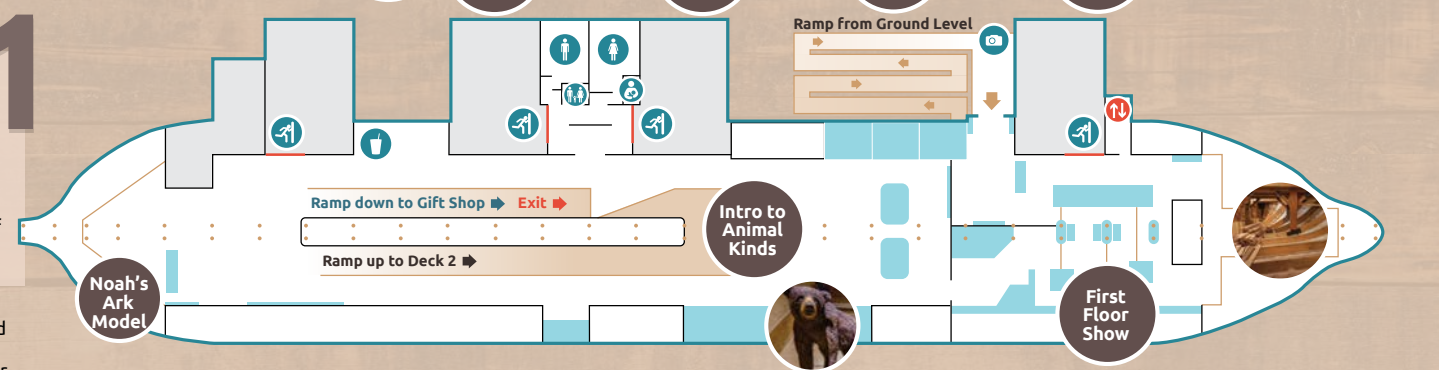 1
Ramp from Ground Level
Ramp down to Gift Shop
Exit
Ramp up to Deck 2
Intro to
Animal
Kinds
Noah's
Ark
Model
First
Floor
Show